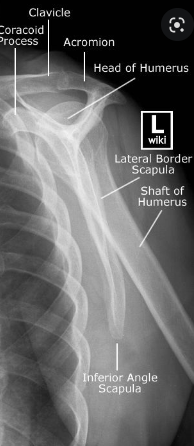 Clavicle
Coracoid
Process
Acromion
Head of Humerus
L
wiki
Lateral Border
Scapula
Shaft of
Humerus
Inferior Angle
Scapula